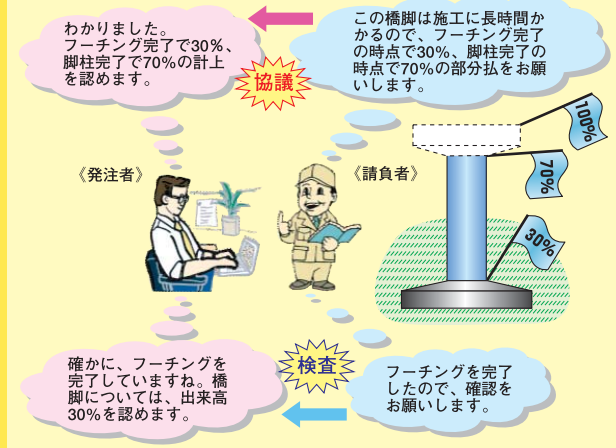 わかりました。
フーチング完了で30%、
脚柱完了で70%の計上
を認めます。
協議
この橋脚は施工に長時間か
かるので、フーチング完了
の時点で30%、脚柱完了の
時点で70%の部分払をお願
いします。
《発注者》
《請負者》
100%
70%
30%
確かに、フーチングを
完了していますね。橋
脚については、出来高
30%を認めます。
検査
フーチングを完了
したので、確認を
お願いします。